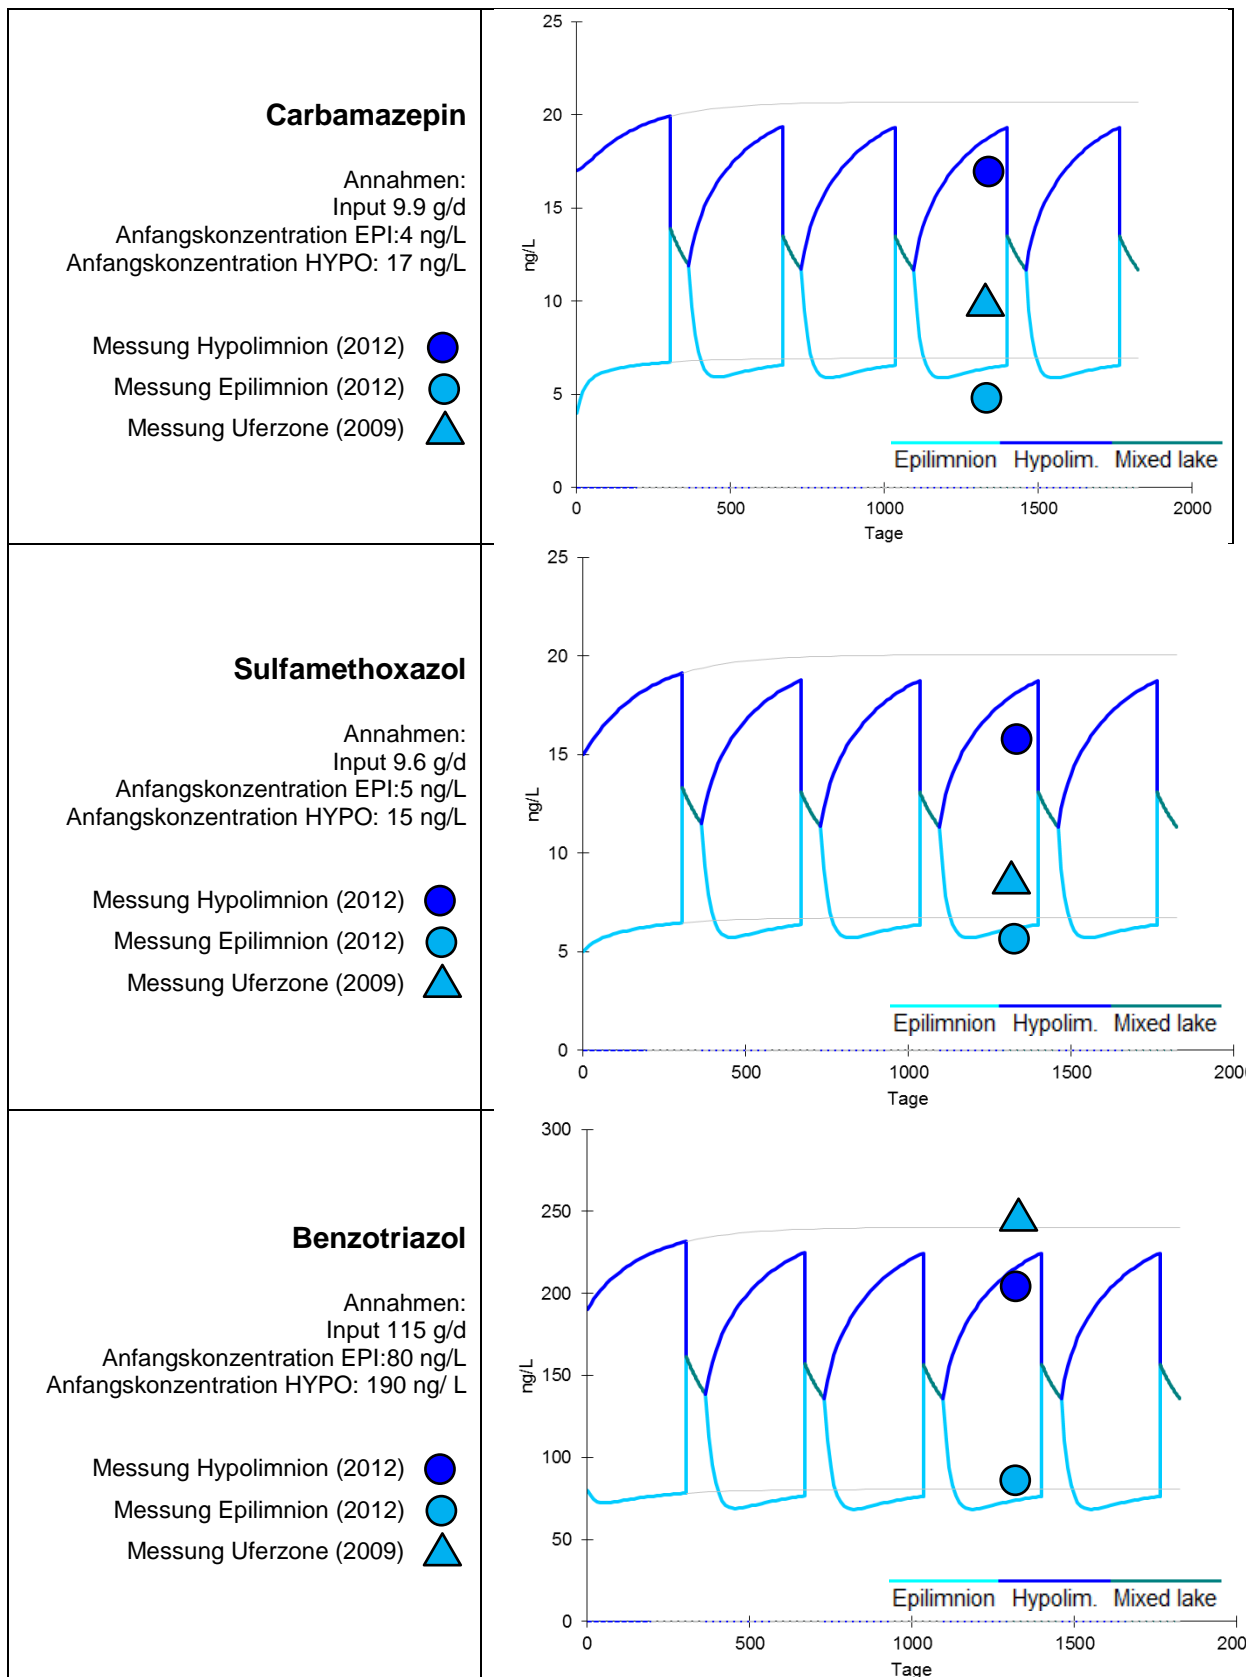 Carbamazepin
Annahmen:
Input 9.9 g/d
Anfangskonzentration EPI:4 ng/L
Anfangskonzentration HYPO: 17 ng/L
Messung Hypolimnion (2012)
Messung Epilimnion (2012)
Messung Uferzone (2009)
25
20
15
10
5
0
ng/L
0 500 1000 1500 2000
Tage
Epilimnion Hypolim. Mixed lake
Sulfamethoxazol
Annahmen:
Input 9.6 g/d
Anfangskonzentration EPI:5 ng/L
Anfangskonzentration HYPO: 15 ng/L
Messung Hypolimnion (2012)
Messung Epilimnion (2012)
Messung Uferzone (2009)
25
20
15
10
5
0
ng/L
0 500 1000 1500 200
Tage
Epilimnion Hypolim. Mixed lake
Benzotriazol
Annahmen:
Input 115 g/d
Anfangskonzentration EPI:80 ng/L
Anfangskonzentration HYPO: 190 ng/ L
Messung Hypolimnion (2012)
Messung Epilimnion (2012)
Messung Uferzone (2009)
300
250
200
150
100
50
0
ng/L
0 500 1000 1500 200
Tage
Epilimnion Hypolim. Mixed lake